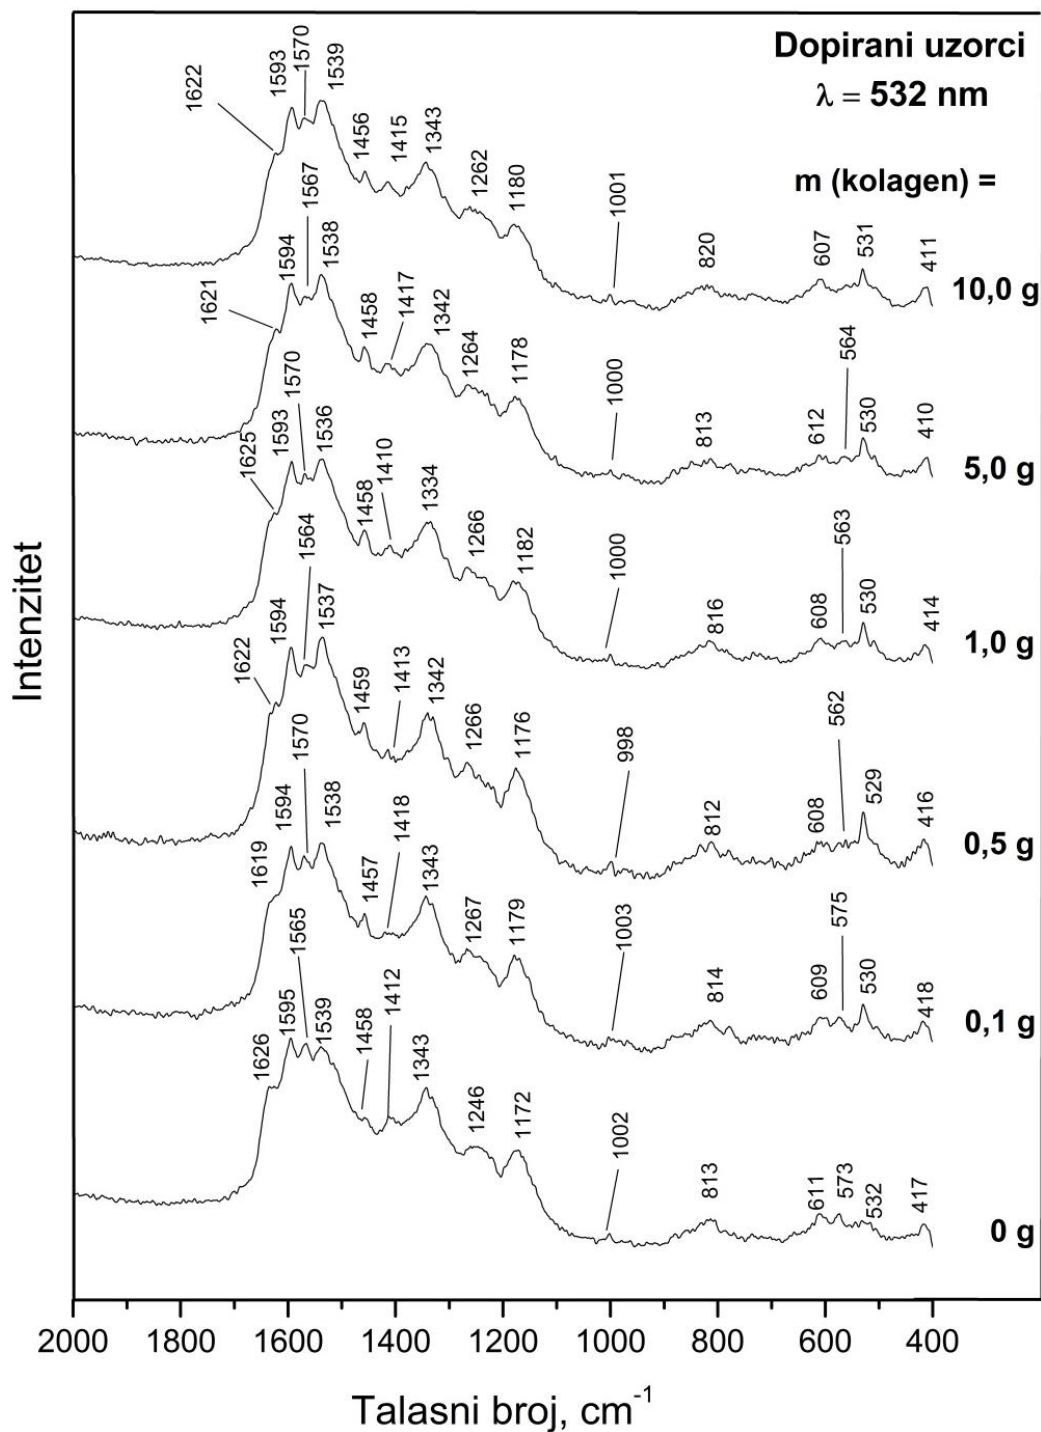 Dopirani uzorci
λ = 532 nm
m (kolagen) =
1622 1593 1570 1539 1456 1415 1343 1262 1180 1001 820 607 531 411
10,0 g
1621 1594 1567 1538 1458 1417 1342 1264 1178 1000 813 612 564 530 410
5,0 g
1625 1593 1570 1536 1458 1410 1334 1266 1182 1000 816 608 563 530 414
1,0 g
1622 1594 1564 1537 1459 1413 1342 1266 1176 998 812 608 562 529 416
0,5 g
1619 1594 1570 1538 1457 1418 1343 1267 1179 1003 814 609 575 530 418
0,1 g
1626 1595 1565 1539 1458 1412 1343 1246 1172 1002 813 611 573 532 417
0 g
Intenzitet
2000 1800 1600 1400 1200 1000 800 600 400
Talasni broj, cm⁻¹